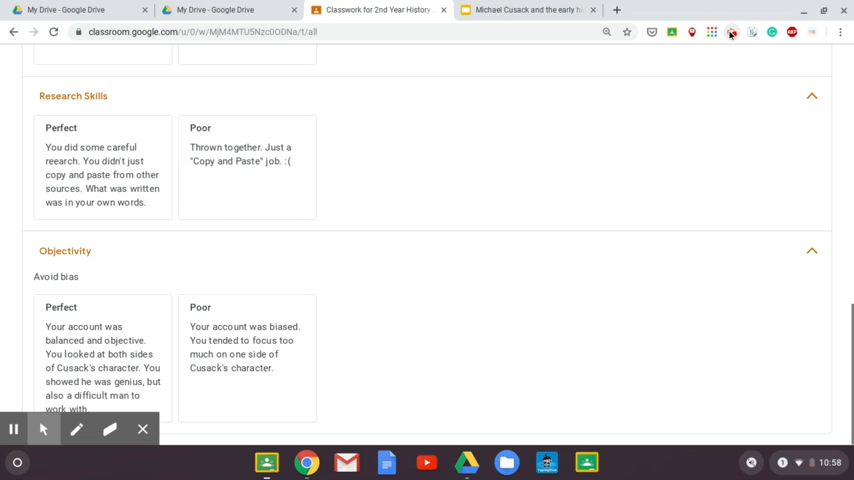 My Drive - Google Drive
My Drive - Google Drive
Classwork for 2nd Year History
Michael Cusack and the early hi
classroom.google.com/u/0/w/MjM4MTU5Nzc0ODNa/t/all
Research Skills
Perfect
You did some careful
reearch. You didn't just
copy and paste from other
sources. What was written
was in your own words.
Poor
Thrown together. Just a
"Copy and Paste" job. :(
Objectivity
Avoid bias
Perfect
Your account was
balanced and objective.
You looked at both sides
of Cusack's character. You
showed he was genius, but
also a difficult man to
work with.
Poor
Your account was biased.
You tended to focus too
much on one side of
Cusack's character.
1
10:58